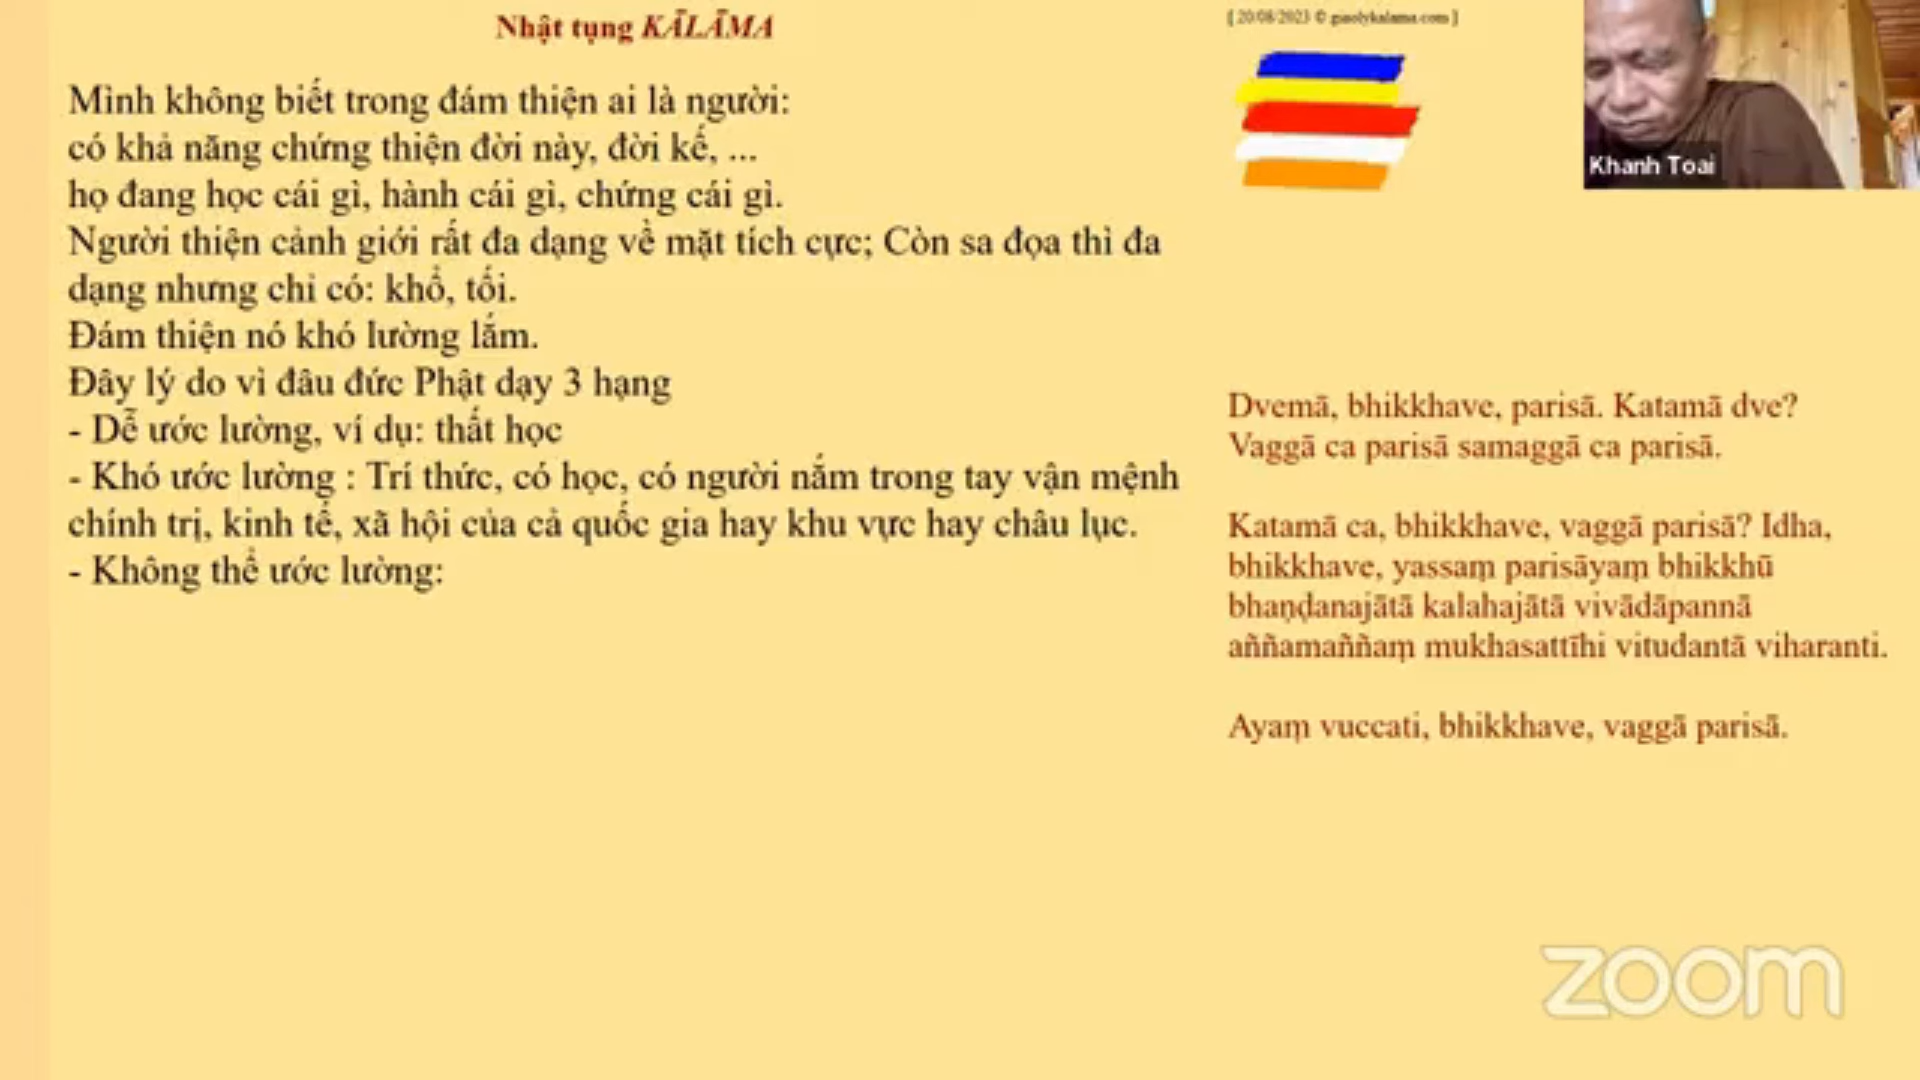 Nhật tụng KĀLĀMA
Mình không biết trong đám thiện ai là người:
có khả năng chứng thiện đời này, đời kế, ...
họ đang học cái gì, hành cái gì, chứng cái gì.
Người thiện cảnh giới rất đa dạng về mặt tích cực; Còn sa đọa thì đa
dạng nhưng chỉ có: khổ, tối.
Đám thiện nó khó lường lắm.
Đây lý do vì đâu đức Phật dạy 3 hạng
- Dễ ước lường, ví dụ: thất học
- Khó ước lường : Trí thức, có học, có người nắm trong tay vận mệnh
chính trị, kinh tế, xã hội của cả quốc gia hay khu vực hay châu lục.
- Không thể ước lường:
[ 20/08/2023 © giaolykalama.com ]
Khanh Toai
Dvemā, bhikkhave, parisā. Katamā dve?
Vaggā ca parisā samaggā ca parisā.
Katamā ca, bhikkhave, vaggā parisā? Idha,
bhikkhave, yassaṃ parisāyaṃ bhikkhū
bhaṇḍanajātā kalahajātā vivādāpannā
aññamaññaṃ mukhasattīhi vitudantā viharanti.
Ayaṃ vuccati, bhikkhave, vaggā parisā.
zoom